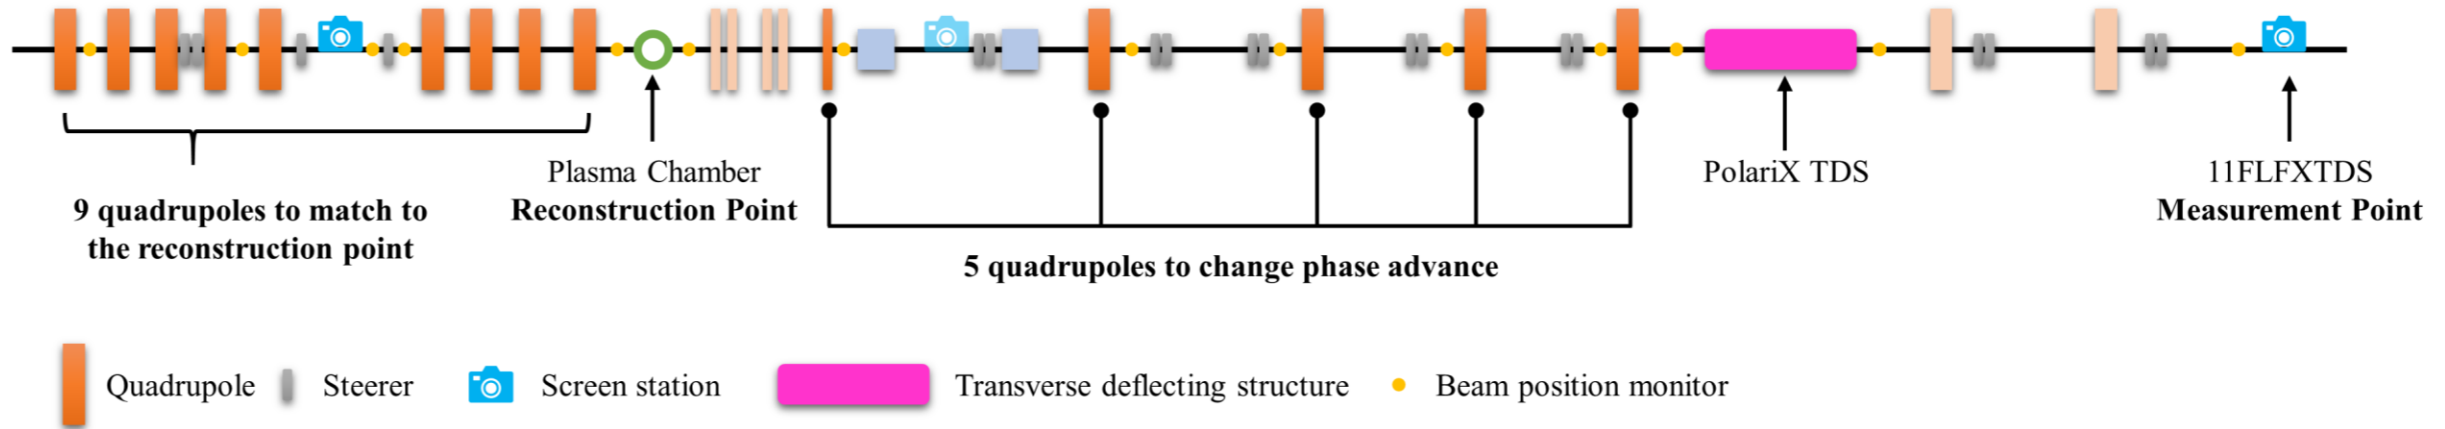 Plasma Chamber
Reconstruction Point
PolariX TDS
11FLFXTDS
Measurement Point
9 quadrupoles to match to
the reconstruction point
5 quadrupoles to change phase advance
Quadrupole
Steerer
Screen station
Transverse deflecting structure
Beam position monitor